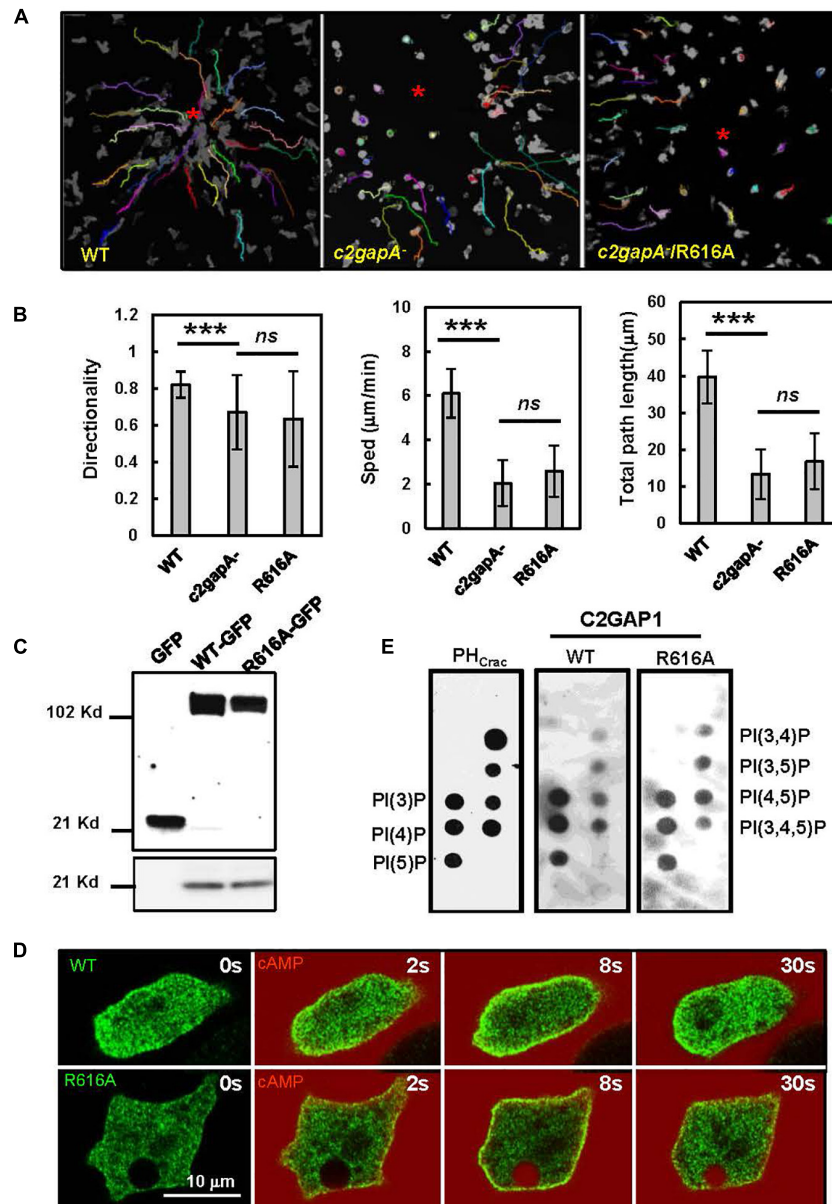 A
*
*
*
WT
c2gapA-
c2gapA-/R616A
B
Directionality
1.2
1
0.8
0.6
0.4
0.2
0
***
ns
WT
c2gapA-
R616A
Sped (μm/min)
8
6
4
2
0
***
ns
WT
c2gapA-
R616A
Total path length(μm)
60
50
40
30
20
10
0
***
ns
WT
c2gapA-
R616A
C
GFP
WT-GFP
R616A-GFP
102 Kd
21 Kd
21 Kd
E
C2GAP1
PHCrac
WT
R616A
PI(3)P
PI(4)P
PI(5)P
PI(3,4)P
PI(3,5)P
PI(4,5)P
PI(3,4,5)P
D
WT
0s
cAMP
2s
8s
30s
R616A
0s
cAMP
2s
8s
30s
10 μm